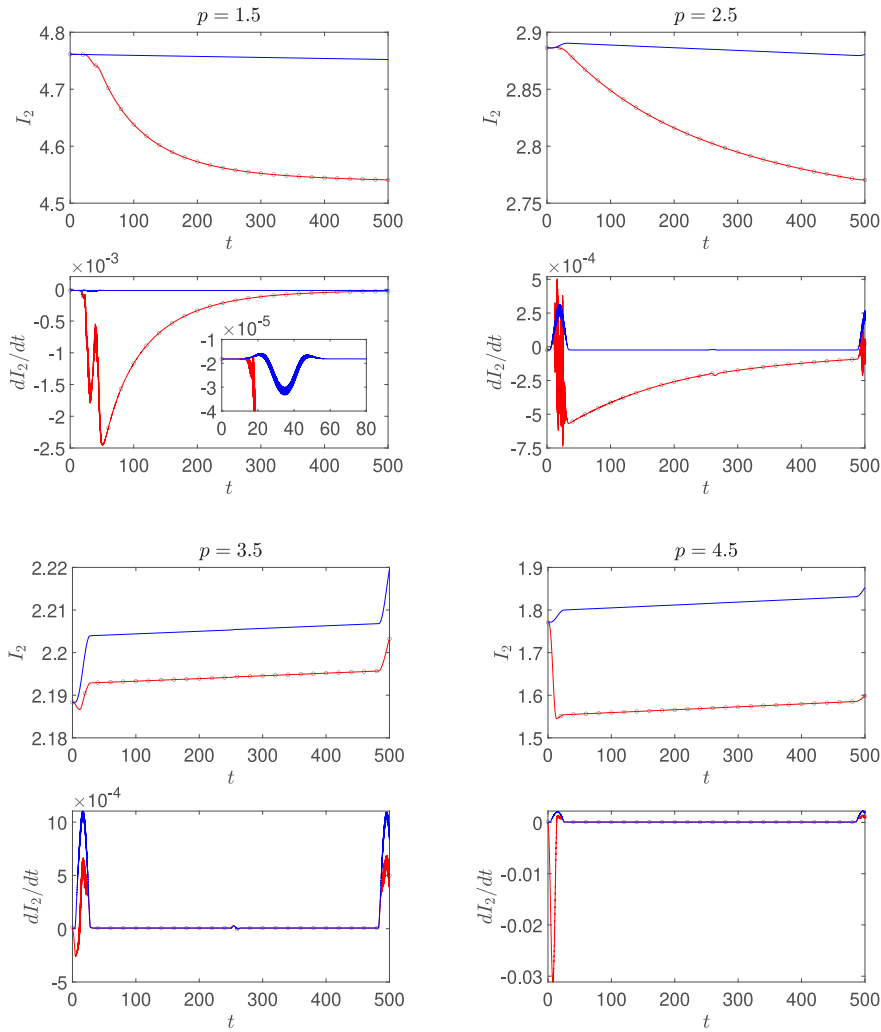 p = 1.5
4.8
4.7
4.6
4.5
I₂
0 100 200 300 400 500
t
p = 2.5
2.9
2.85
2.8
2.75
I₂
0 100 200 300 400 500
t
×10⁻³
0
-0.5
-1
-1.5
-2
-2.5
dI₂/dt
0 100 200 300 400 500
t
×10⁻⁵
-1
-2
-3
-4
0 20 40 60 80
×10⁻⁴
5
2.5
0
-2.5
-5
-7.5
dI₂/dt
0 100 200 300 400 500
t
p = 3.5
2.22
2.21
2.2
2.19
2.18
I₂
0 100 200 300 400 500
t
p = 4.5
1.9
1.8
1.7
1.6
1.5
I₂
0 100 200 300 400 500
t
×10⁻⁴
10
5
0
-5
dI₂/dt
0 100 200 300 400 500
t
0
-0.01
-0.02
-0.03
dI₂/dt
0 100 200 300 400 500
t